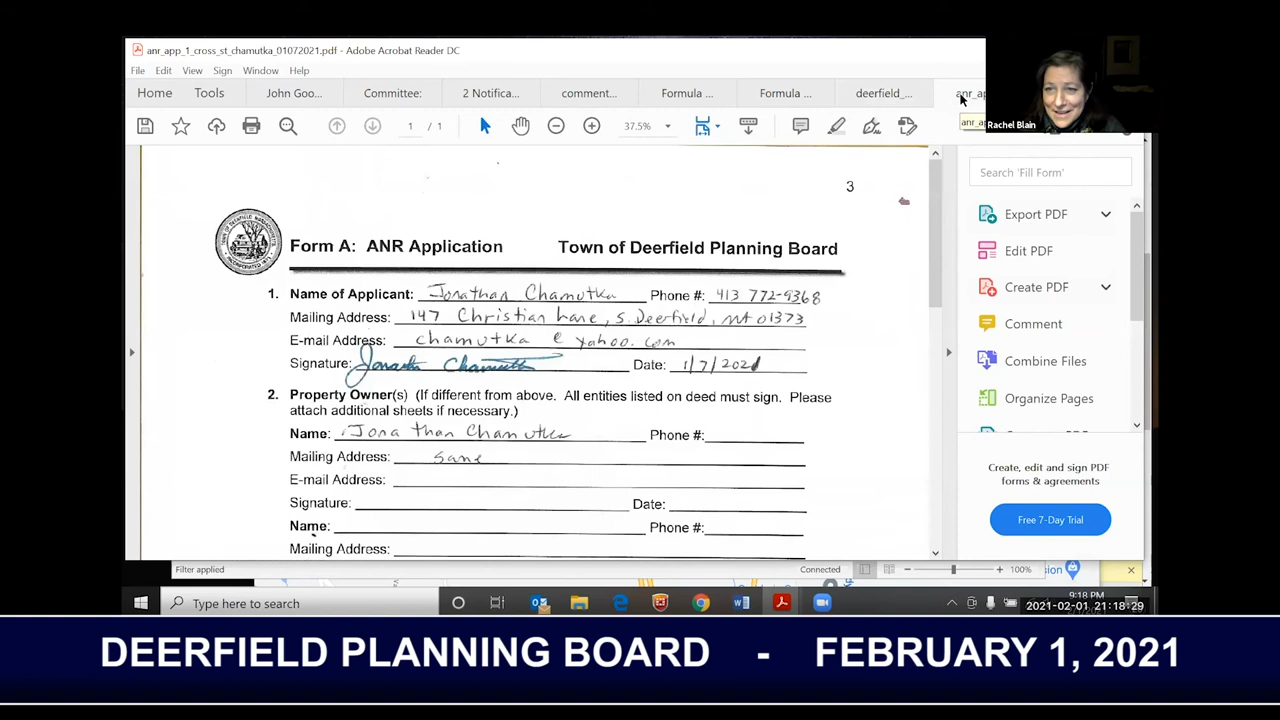 anr_app_1_cross_st_chamutka_01072021.pdf - Adobe Acrobat Reader DC
File Edit View Sign Window Help
Home Tools John Goo... Committee: 2 Notifica... comment... Formula ... Formula ... deerfield_... anr_ap
1 / 1 37.5%
anr_ap
Rachel Blain
Search 'Fill Form'
Export PDF
Edit PDF
Create PDF
Comment
Combine Files
Organize Pages
Create, edit and sign PDF
forms & agreements
Free 7-Day Trial
3
Form A: ANR Application Town of Deerfield Planning Board
1. Name of Applicant: Jonathan Chamutka Phone #: 413 772-9368
Mailing Address: 147 Christian Lane, S. Deerfield, MA 01373
E-mail Address: chamutka @ yahoo.com
Signature: Jonathan Chamutka Date: 1/7/2021
2. Property Owner(s) (If different from above. All entities listed on deed must sign. Please
attach additional sheets if necessary.)
Name: Jonathan Chamutka Phone #:
Mailing Address: same
E-mail Address:
Signature: Date:
Name: Phone #:
Mailing Address:
Filter applied Connected 100%
Type here to search
9:18 PM
2021-02-01 21:18:29
DEERFIELD PLANNING BOARD - FEBRUARY 1, 2021